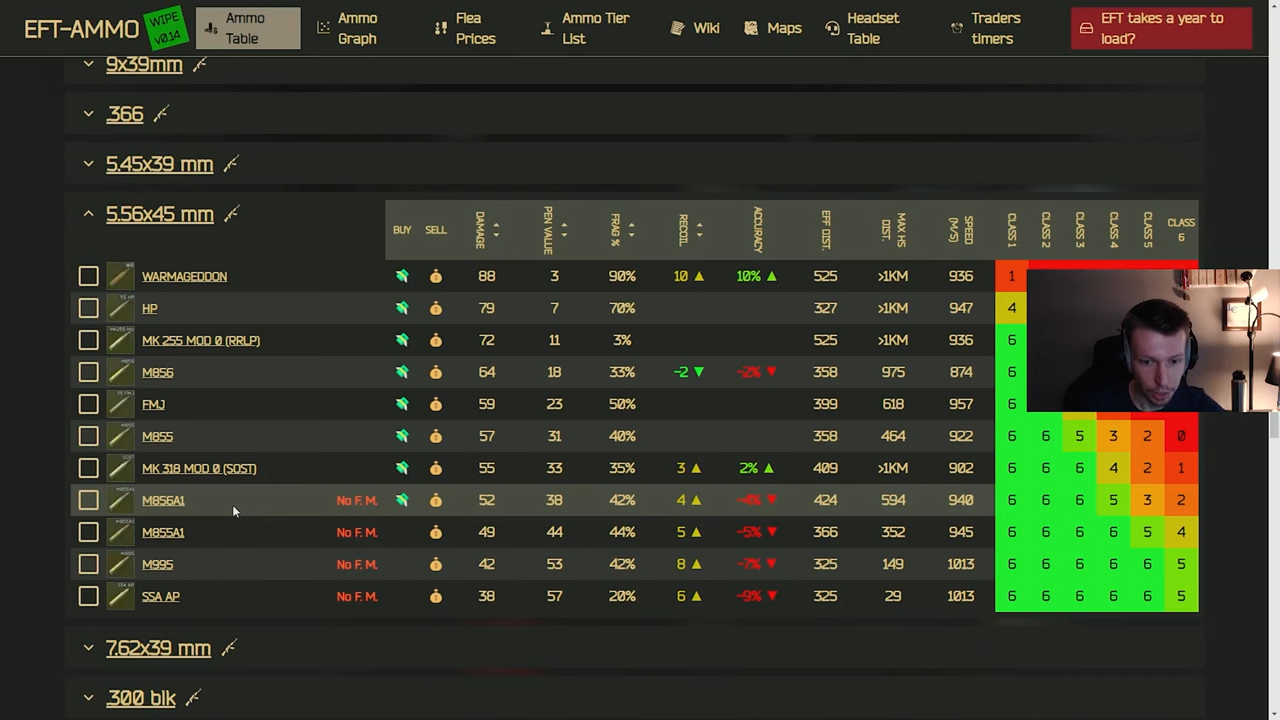 EFT-AMMO WIPE v0.14 Ammo Table Ammo Graph Flea Prices Ammo Tier List Wiki Maps Headset Table Traders timers EFT takes a year to load?
9x39mm
.366
5.45x39 mm
5.56x45 mm BUY SELL DAMAGE PEN VALUE FRAG % RECOIL ACCURACY EFF DIST. MAX HS DIST. SPEED (M/S) CLASS 1 CLASS 2 CLASS 3 CLASS 4 CLASS 5 CLASS 6
WARMAGEDDON 88 3 90% 10 ▲ 10% ▲ 525 >1KM 936 1
HP 79 7 70% 327 >1KM 947 4
MK 255 MOD 0 (RRLP) 72 11 3% 525 >1KM 936 6
M856 64 18 33% -2 ▼ -2% ▼ 358 975 874 6
FMJ 59 23 50% 399 618 957 6
M855 57 31 40% 358 464 922 6 6 5 3 2 0
MK 318 MOD 0 (SOST) 55 33 35% 3 ▲ 2% ▲ 409 >1KM 902 6 6 6 4 2 1
M856A1 No F. M. 52 38 42% 4 ▲ ▼ 424 594 940 6 6 6 5 3 2
M855A1 No F. M. 49 44 44% 5 ▲ -5% ▼ 366 352 945 6 6 6 6 5 4
M995 No F. M. 42 53 42% 8 ▲ -7% ▼ 325 149 1013 6 6 6 6 6 5
SSA AP No F. M. 38 57 20% 6 ▲ -9% ▼ 325 29 1013 6 6 6 6 6 5
7.62x39 mm
.300 blk